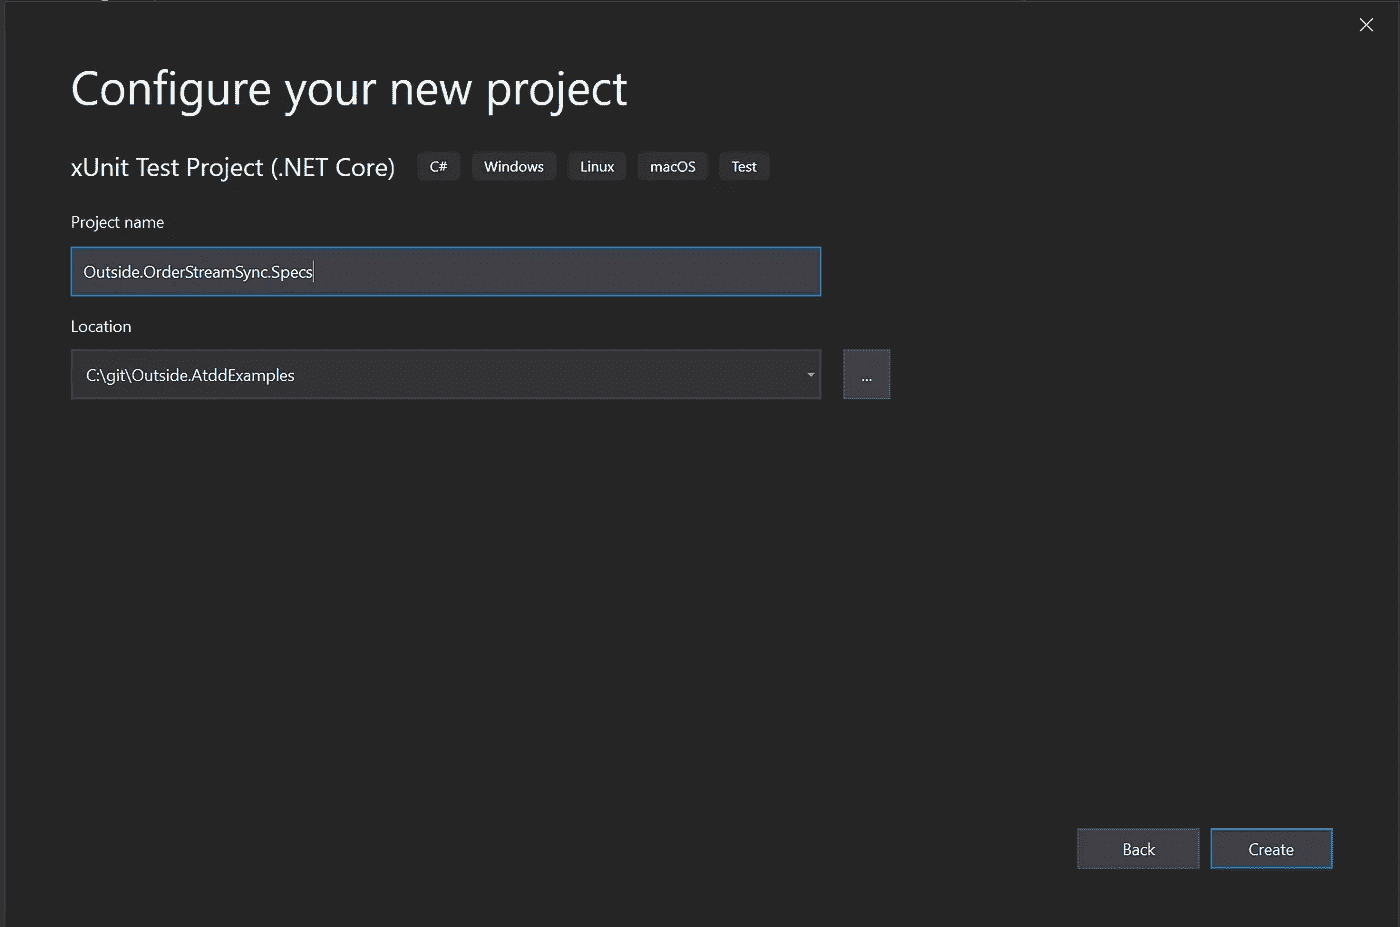 Configure your new project
xUnit Test Project (.NET Core) C# Windows Linux macOS Test
Project name
Outside.OrderStreamSync.Specs
Location
C:\git\Outside.AtddExamples
...
Back Create